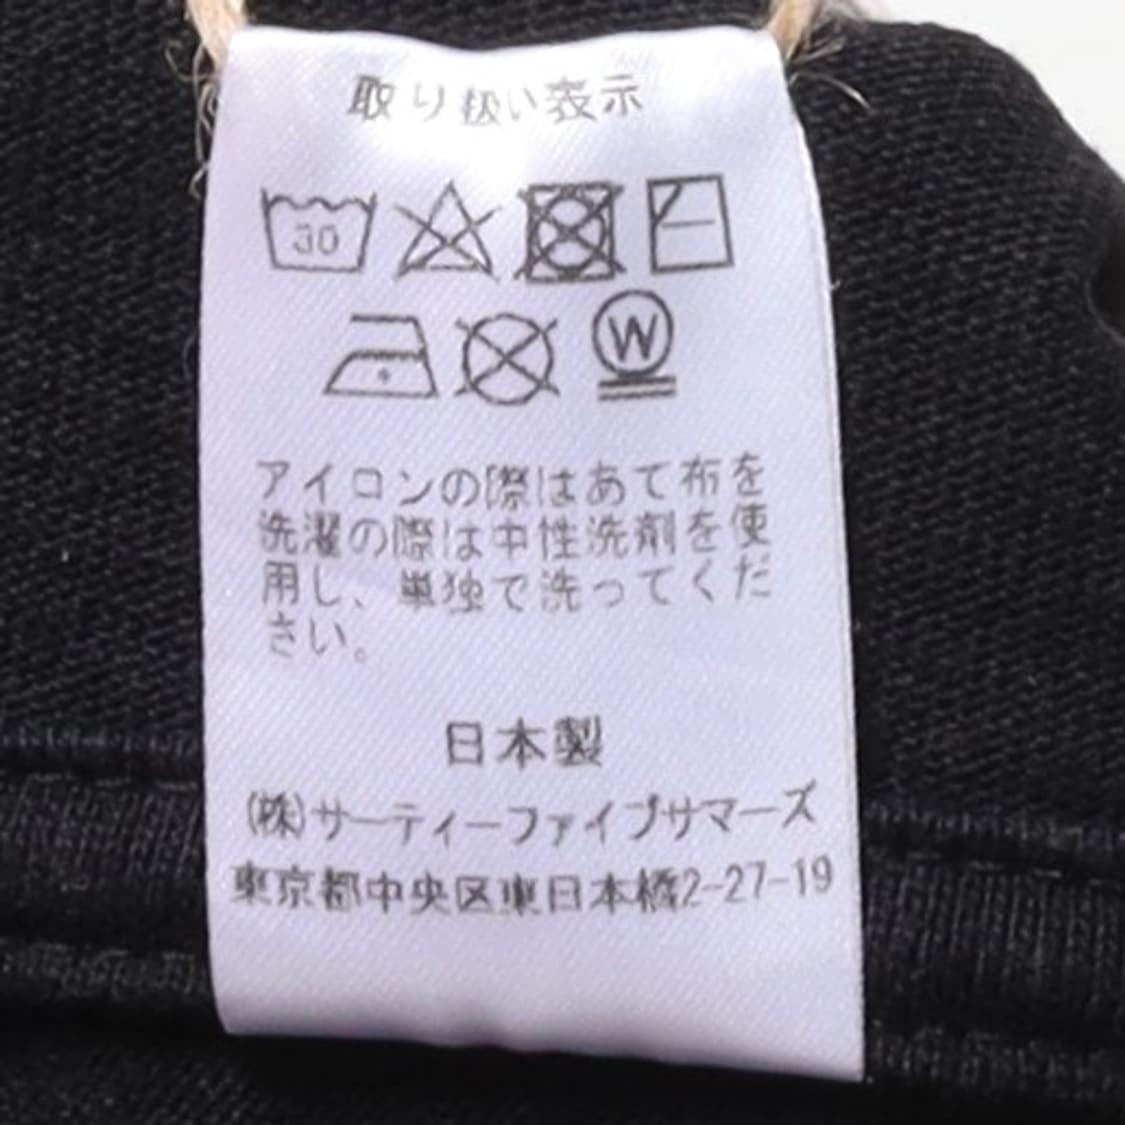 取り扱い表示
30
W
アイロンの際はあて布を
洗濯の際は中性洗剤を使
用し、単独で洗ってくだ
さい。
日本製
(株)サーティーファイブサマーズ
東京都中央区東日本橋2-27-19